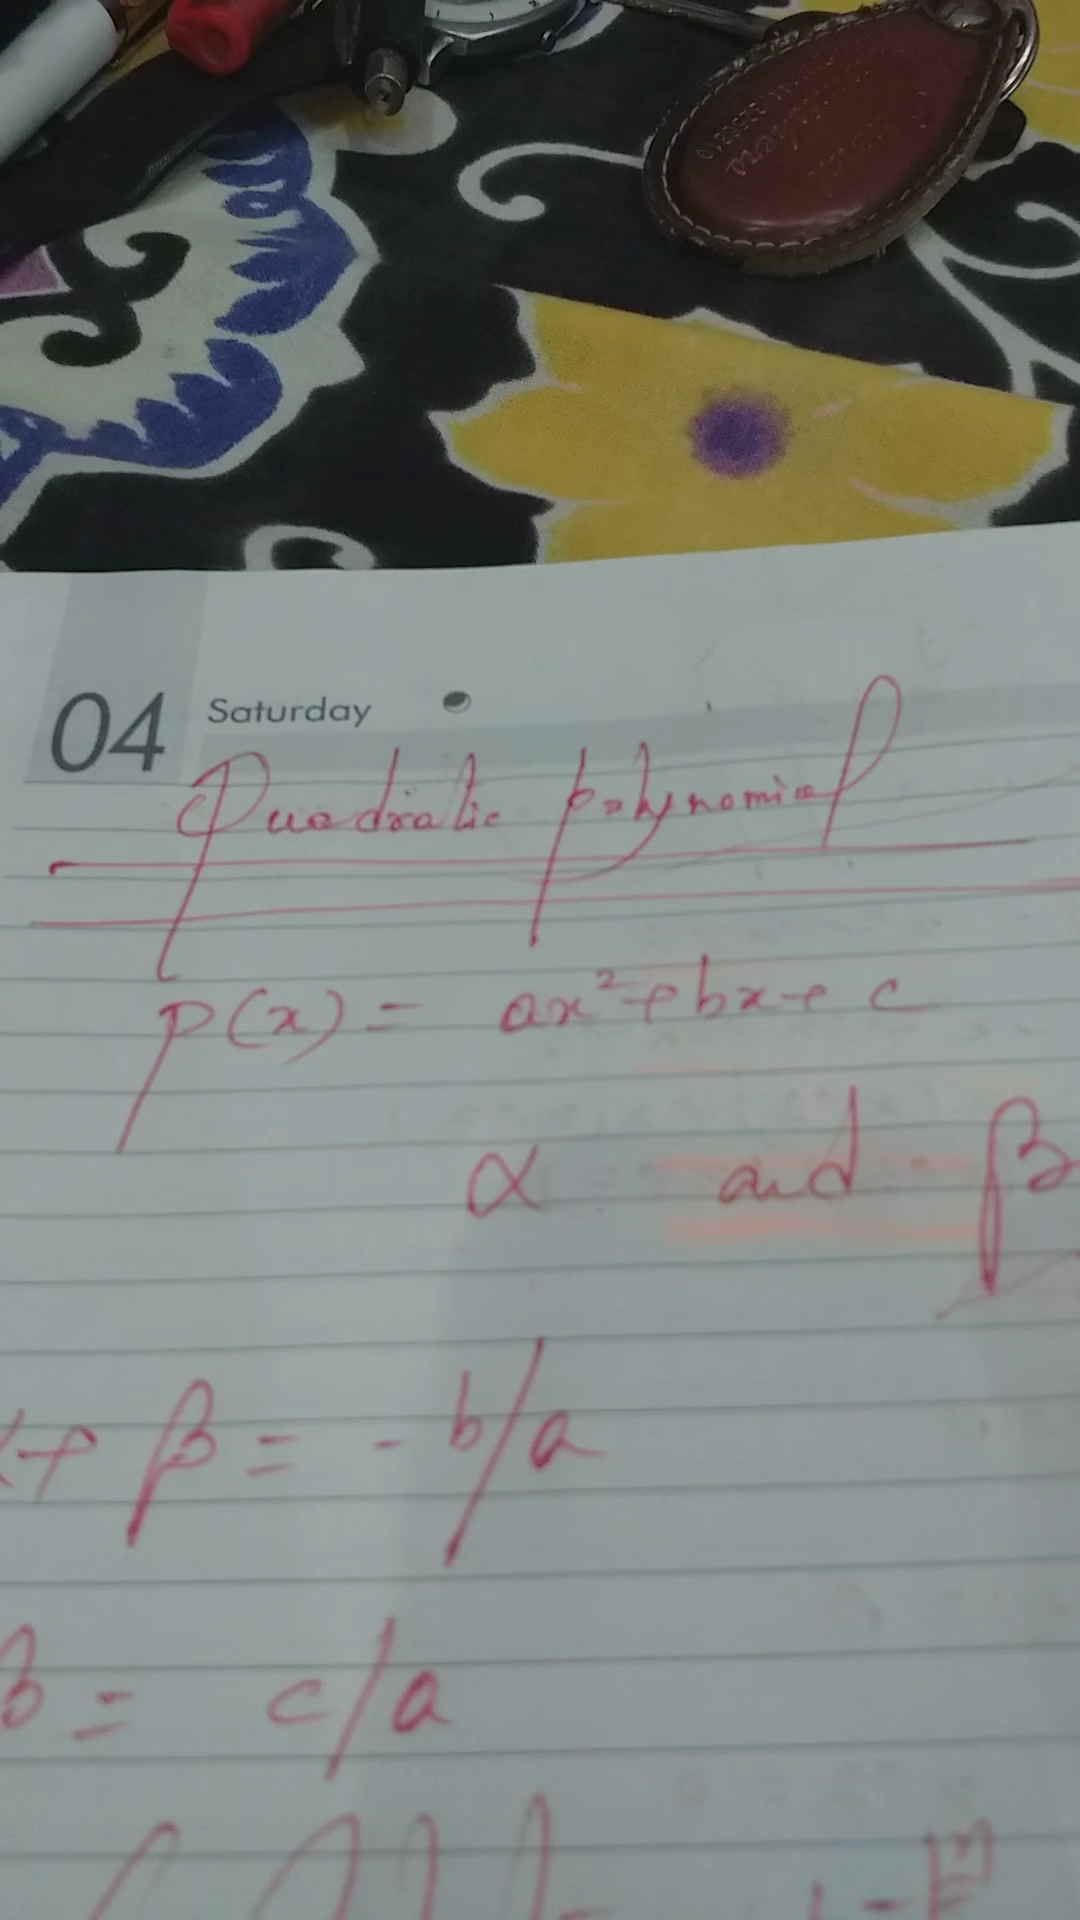 04 Saturday
Quadratic polynomial
p(x) = ax²+bx+c
α and β
+ β = - b/a
β = c/a